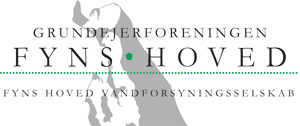 GRUNDEJERFORENINGEN
FYNS • HOVED
FYNS HOVED VANDFORSYNINGSSELSKAB